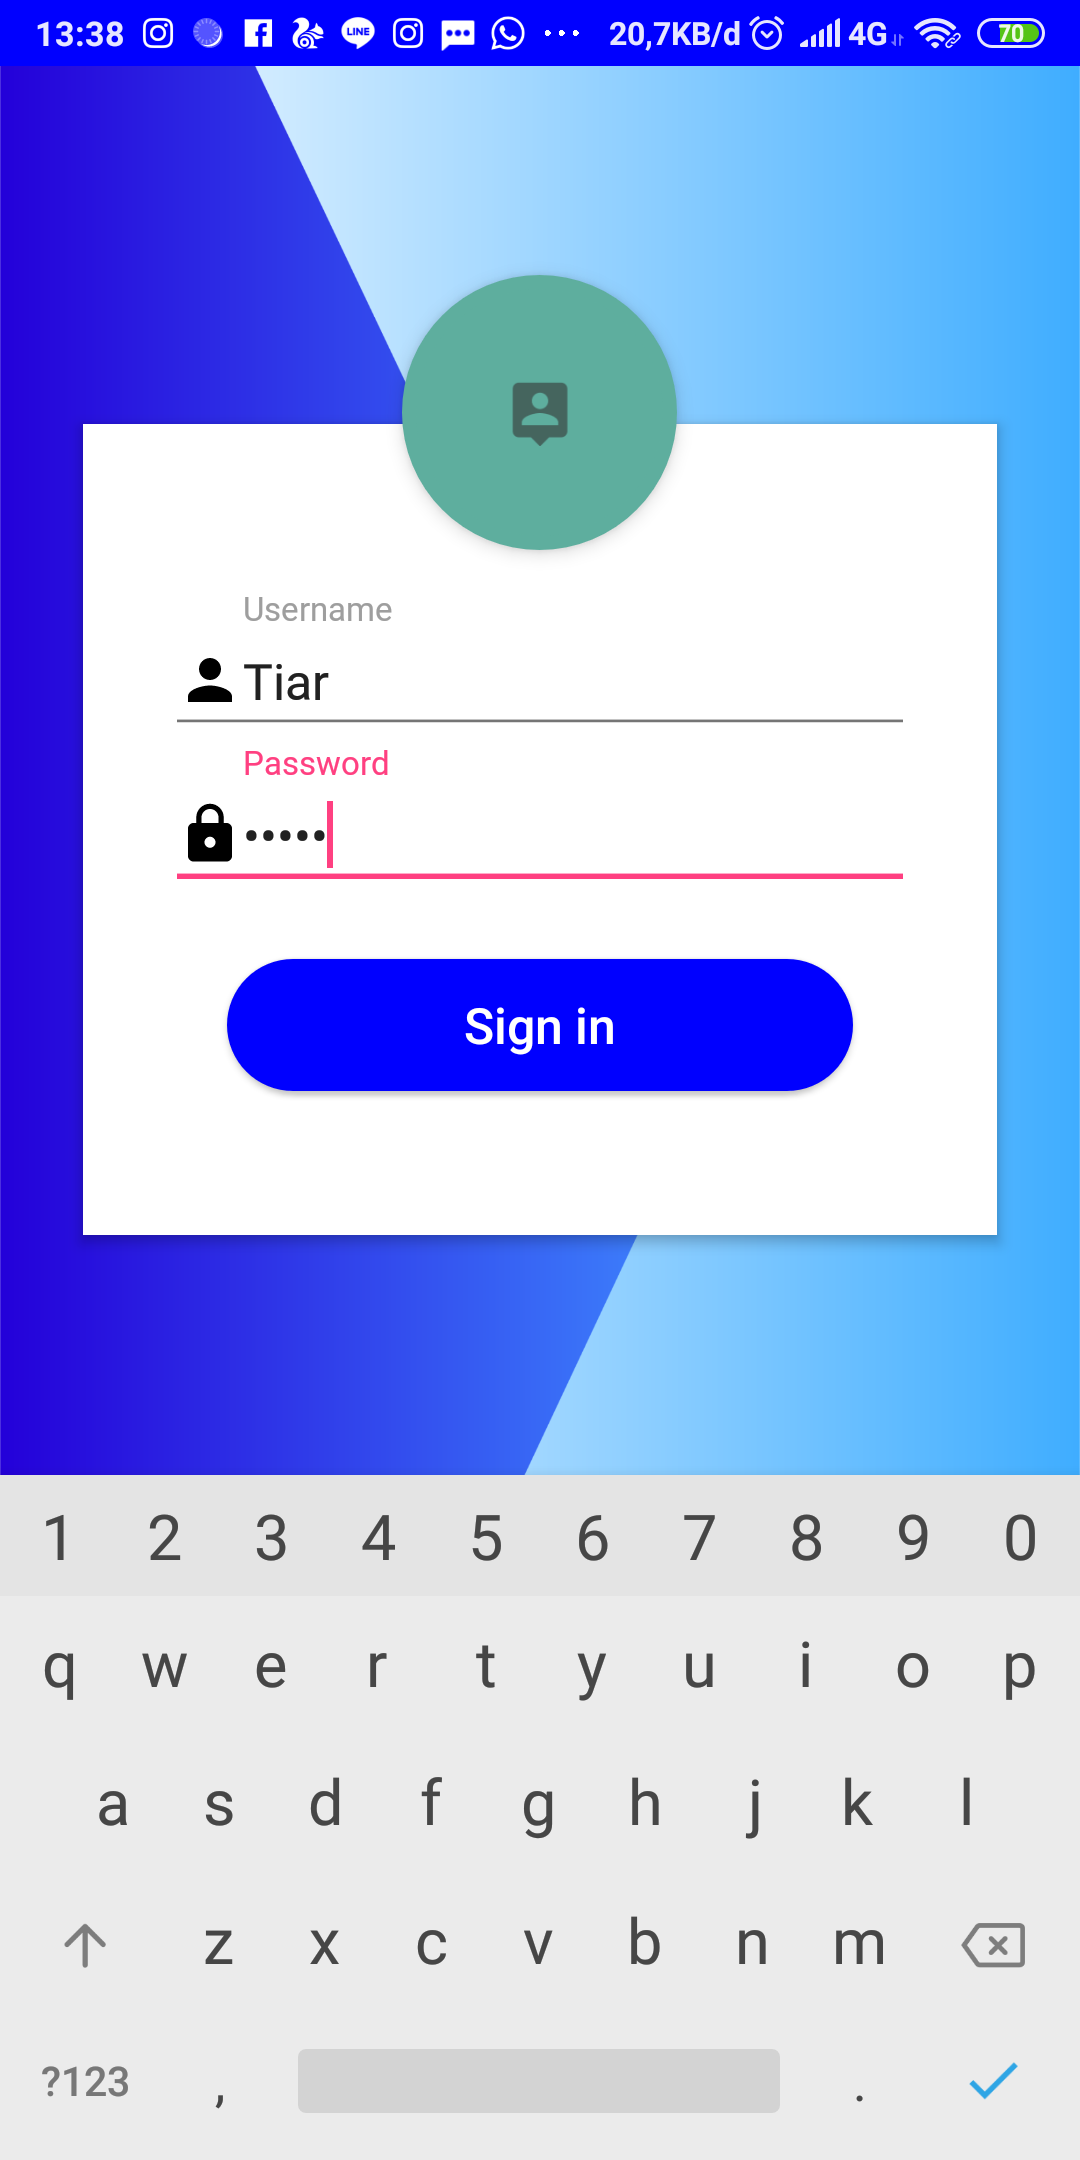 13:38 LINE 20,7KB/d 4G 70
Username
Tiar
Password
•••••
Sign in
1 2 3 4 5 6 7 8 9 0
q w e r t y u i o p
a s d f g h j k l
z x c v b n m
?123 , .